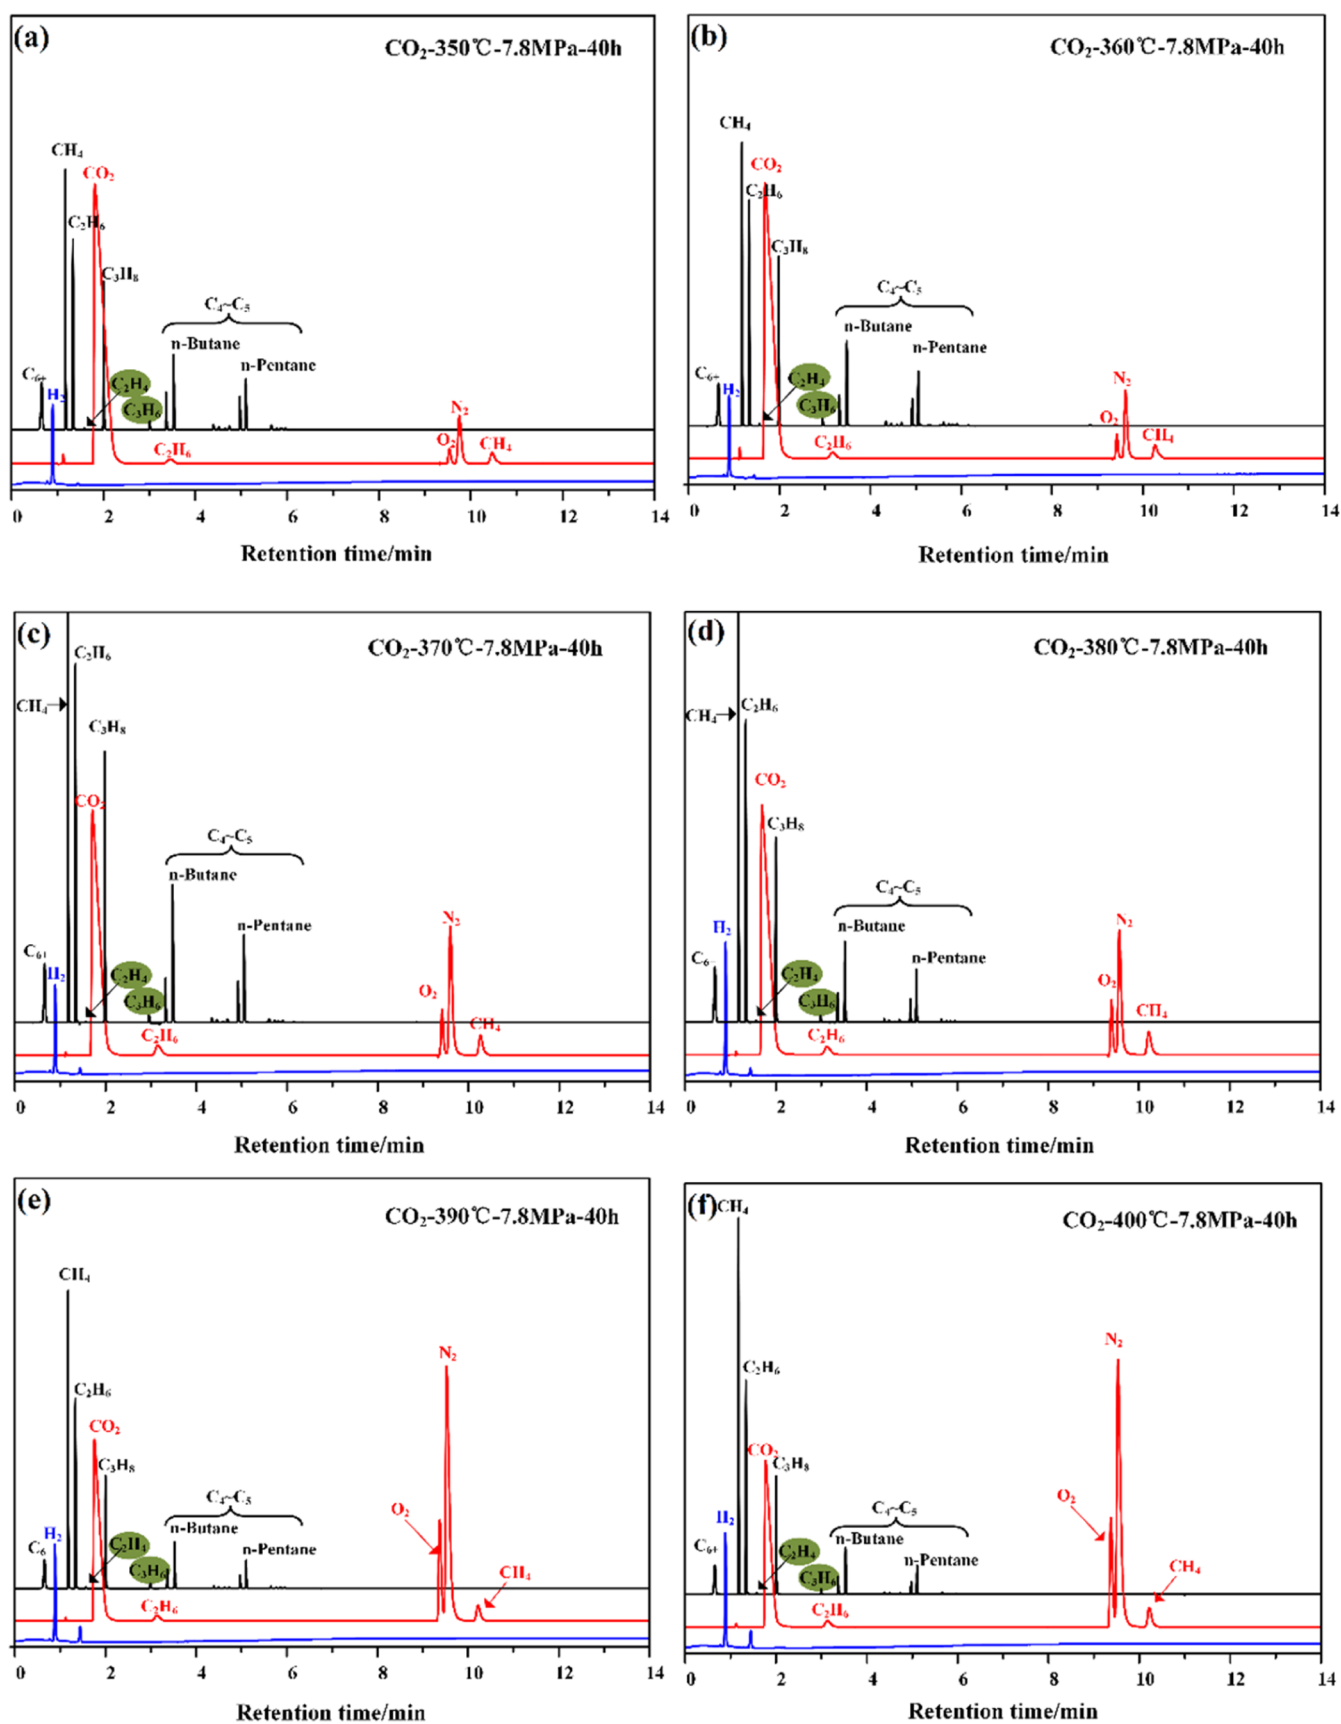 (a)
CO₂-350℃-7.8MPa-40h
CH₄
CO₂
C₂H₆
C₃H₈
C₄~C₅
n-Butane
n-Pentane
C₆₊
H₂
C₂H₄
C₃H₆
C₂H₆
O₂
N₂
CH₄
0 2 4 6 8 10 12 14
Retention time/min
(b)
CO₂-360℃-7.8MPa-40h
CH₄
CO₂
C₂H₆
C₃H₈
C₄~C₅
n-Butane
n-Pentane
C₆₊
H₂
C₂H₄
C₃H₆
C₂H₆
O₂
N₂
CH₄
0 2 4 6 8 10 12 14
Retention time/min
(c)
CO₂-370℃-7.8MPa-40h
C₂H₆
CH₄
C₃H₈
CO₂
C₄~C₅
n-Butane
n-Pentane
C₆₊
H₂
C₂H₄
C₃H₆
C₂H₆
O₂
N₂
CH₄
0 2 4 6 8 10 12 14
Retention time/min
(d)
CO₂-380℃-7.8MPa-40h
CH₄
C₂H₆
CO₂
C₃H₈
C₄~C₅
n-Butane
n-Pentane
H₂
C₆
C₂H₄
C₃H₆
C₂H₆
O₂
N₂
CH₄
0 2 4 6 8 10 12 14
Retention time/min
(e)
CO₂-390℃-7.8MPa-40h
CH₄
C₂H₆
CO₂
C₃H₈
C₄~C₅
n-Butane
n-Pentane
H₂
C₆
C₂H₄
C₃H₆
C₂H₆
O₂
N₂
CH₄
0 2 4 6 8 10 12 14
Retention time/min
(f)
CO₂-400℃-7.8MPa-40h
CH₄
C₂H₆
CO₂
C₃H₈
C₄~C₅
n-Butane
n-Pentane
H₂
C₆₊
C₂H₄
C₃H₆
C₂H₆
O₂
N₂
CH₄
0 2 4 6 8 10 12 14
Retention time/min